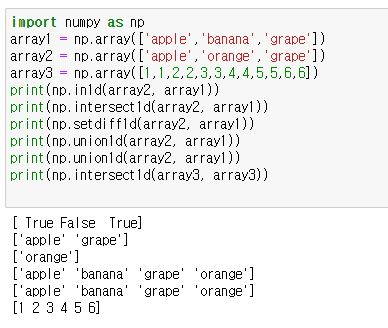 import numpy as np
array1 = np.array(['apple','banana','grape'])
array2 = np.array(['apple','orange','grape'])
array3 = np.array([1,1,2,2,3,3,4,4,5,5,6,6])
print(np.in1d(array2, array1))
print(np.intersect1d(array2, array1))
print(np.setdiff1d(array2, array1))
print(np.union1d(array2, array1))
print(np.union1d(array2, array1))
print(np.intersect1d(array3, array3))
[ True False  True]
['apple' 'grape']
['orange']
['apple' 'banana' 'grape' 'orange']
['apple' 'banana' 'grape' 'orange']
[1 2 3 4 5 6]